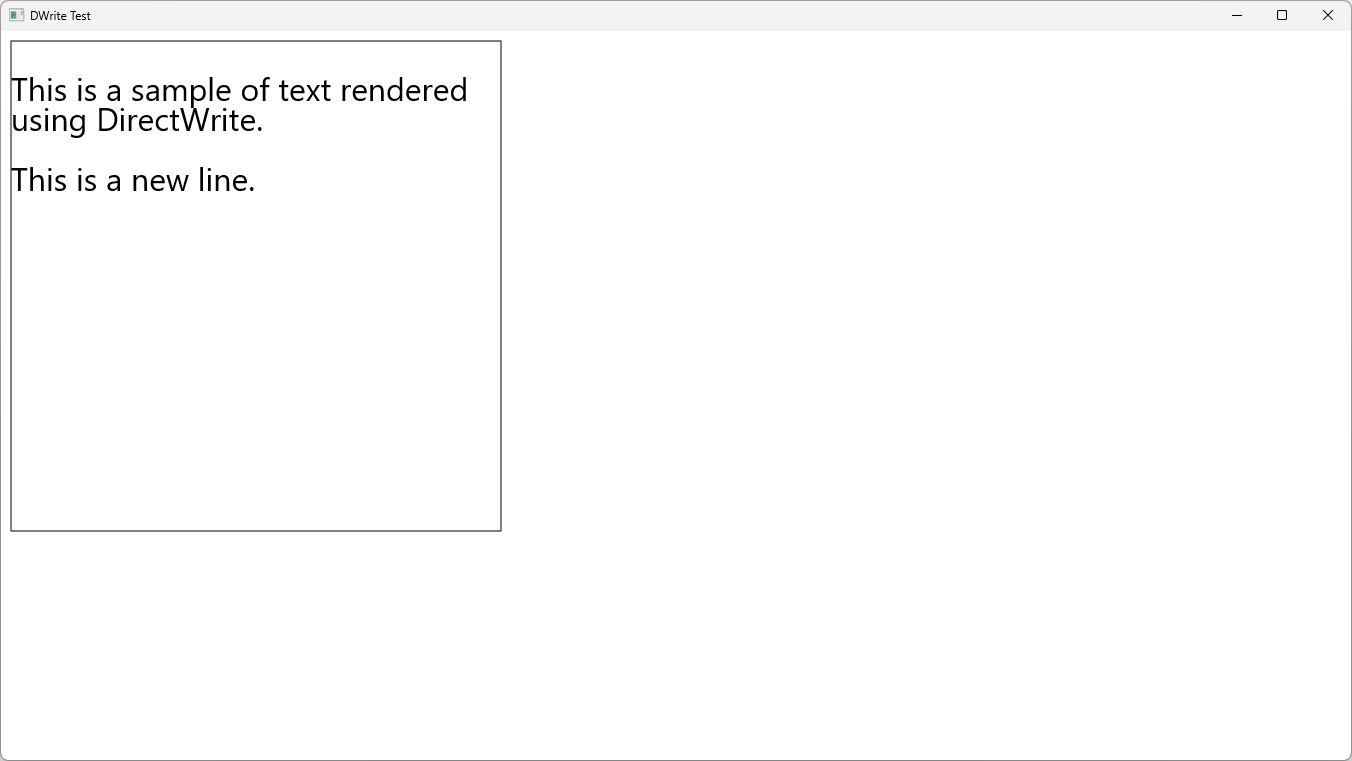 DWrite Test
This is a sample of text rendered
using DirectWrite.
This is a new line.